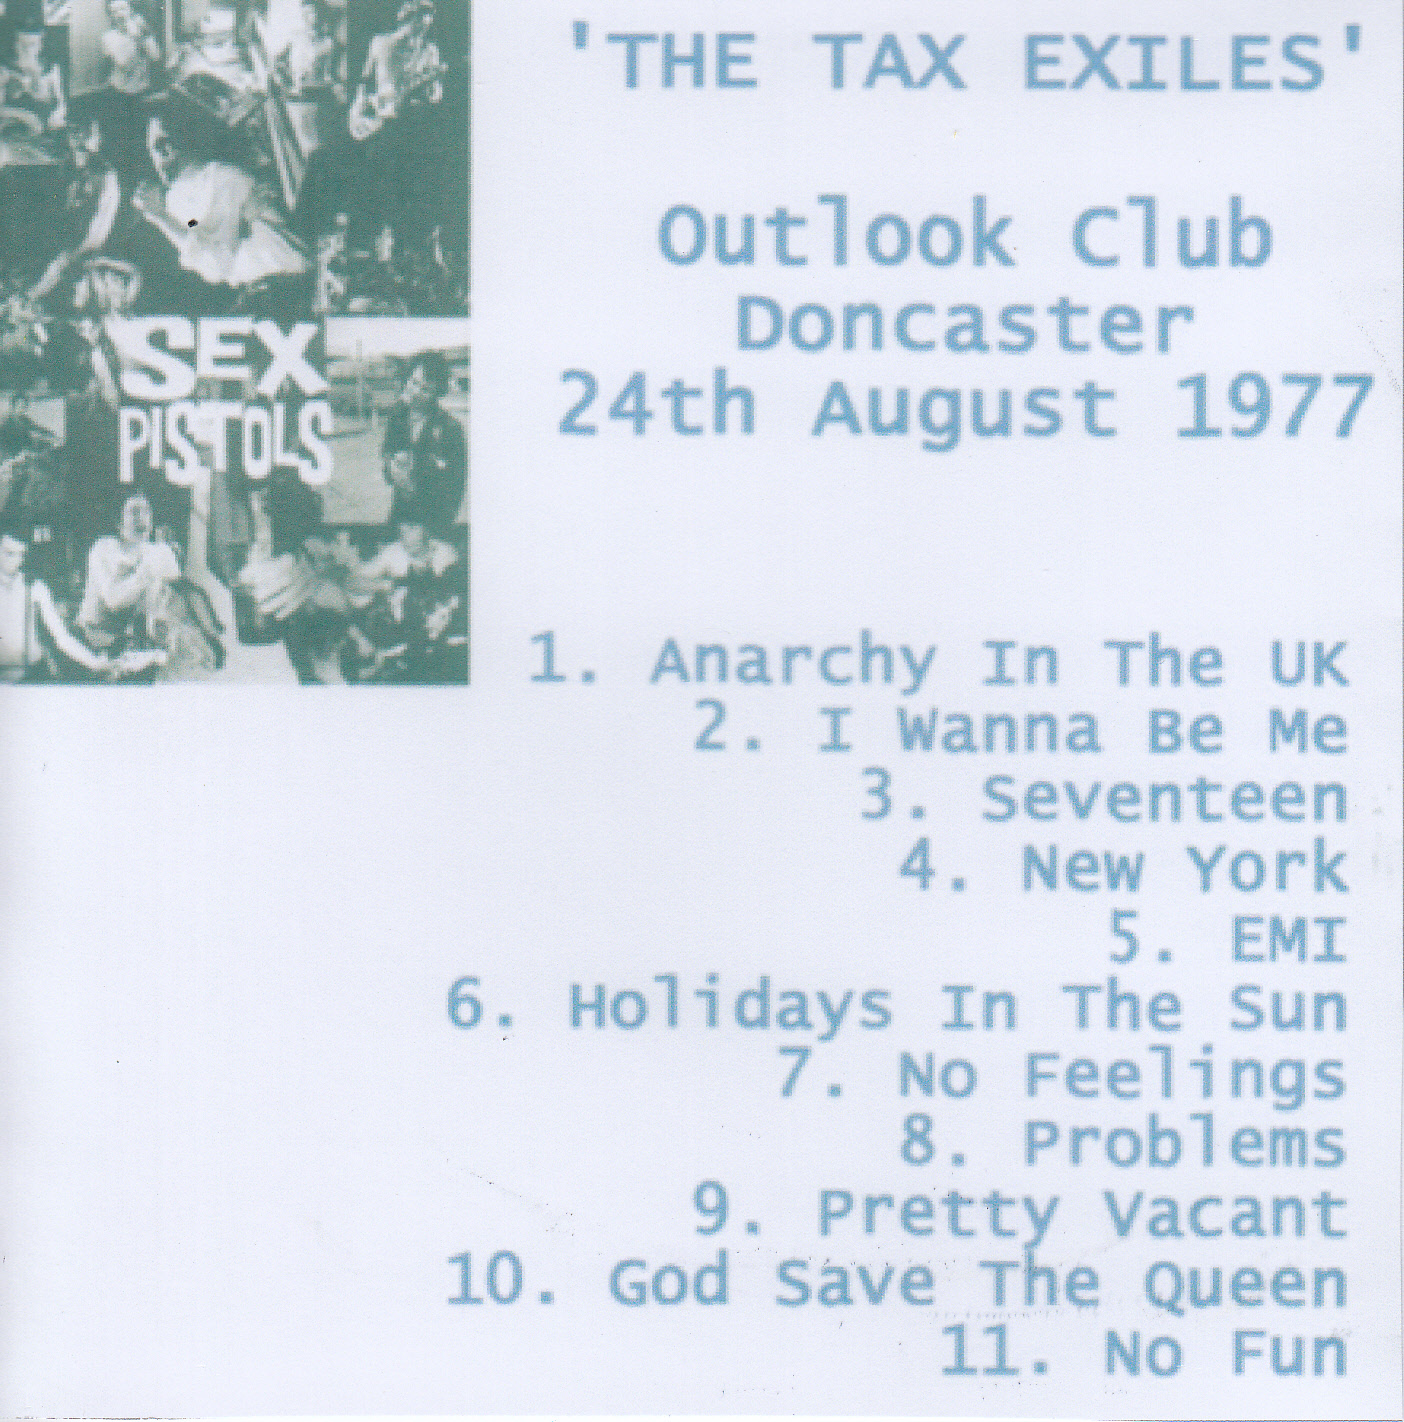 'THE TAX EXILES'
Outlook Club
Doncaster
24th August 1977
SEX
PISTOLS
1. Anarchy In The UK
2. I Wanna Be Me
3. Seventeen
4. New York
5. EMI
6. Holidays In The Sun
7. No Feelings
8. Problems
9. Pretty Vacant
10. God Save The Queen
11. No Fun